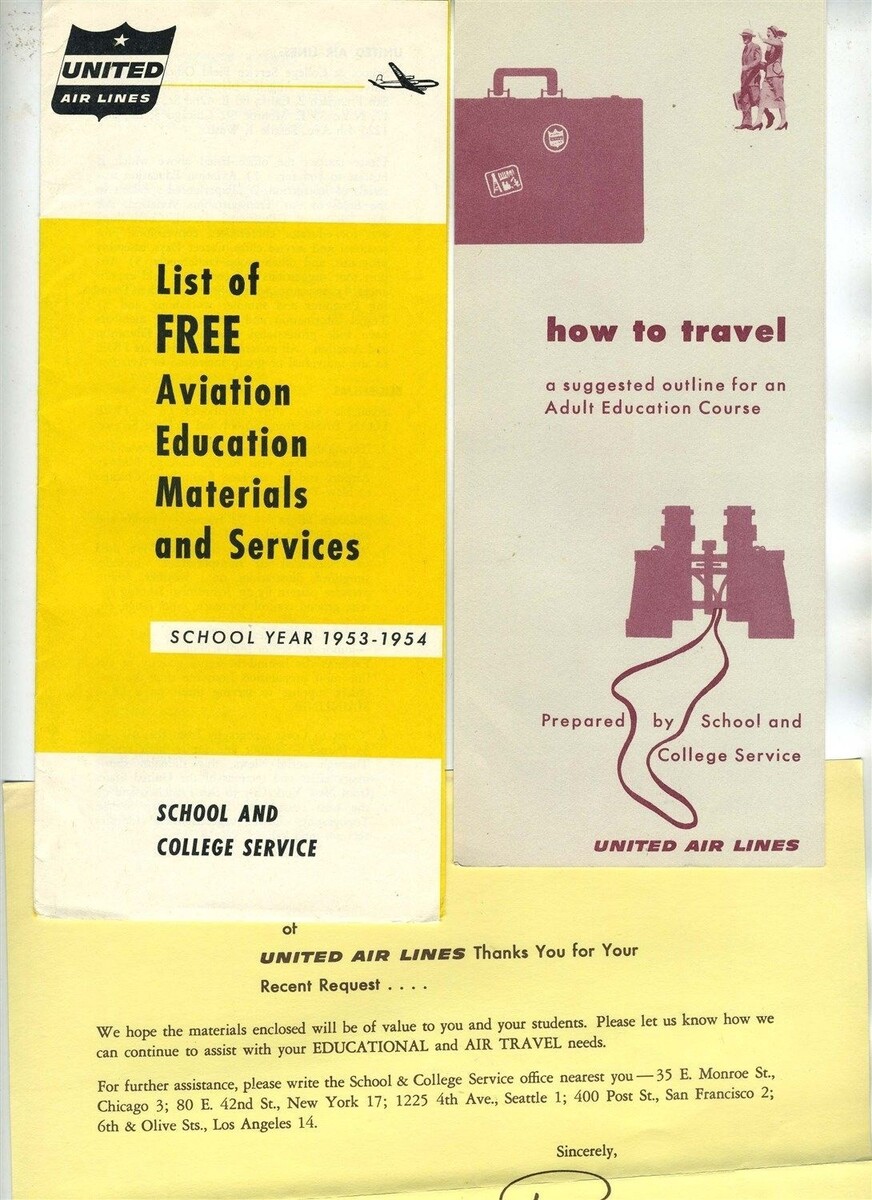 UNITED
AIR LINES
List of
FREE
Aviation
Education
Materials
and Services
SCHOOL YEAR 1953-1954
SCHOOL AND
COLLEGE SERVICE
how to travel
a suggested outline for an
Adult Education Course
Prepared by School and
College Service
UNITED AIR LINES
of
UNITED AIR LINES Thanks You for Your
Recent Request . . . .
We hope the materials enclosed will be of value to you and your students. Please let us know how we
can continue to assist with your EDUCATIONAL and AIR TRAVEL needs.
For further assistance, please write the School & College Service office nearest you — 35 E. Monroe St.,
Chicago 3; 80 E. 42nd St., New York 17; 1225 4th Ave., Seattle 1; 400 Post St., San Francisco 2;
6th & Olive Sts., Los Angeles 14.
Sincerely,